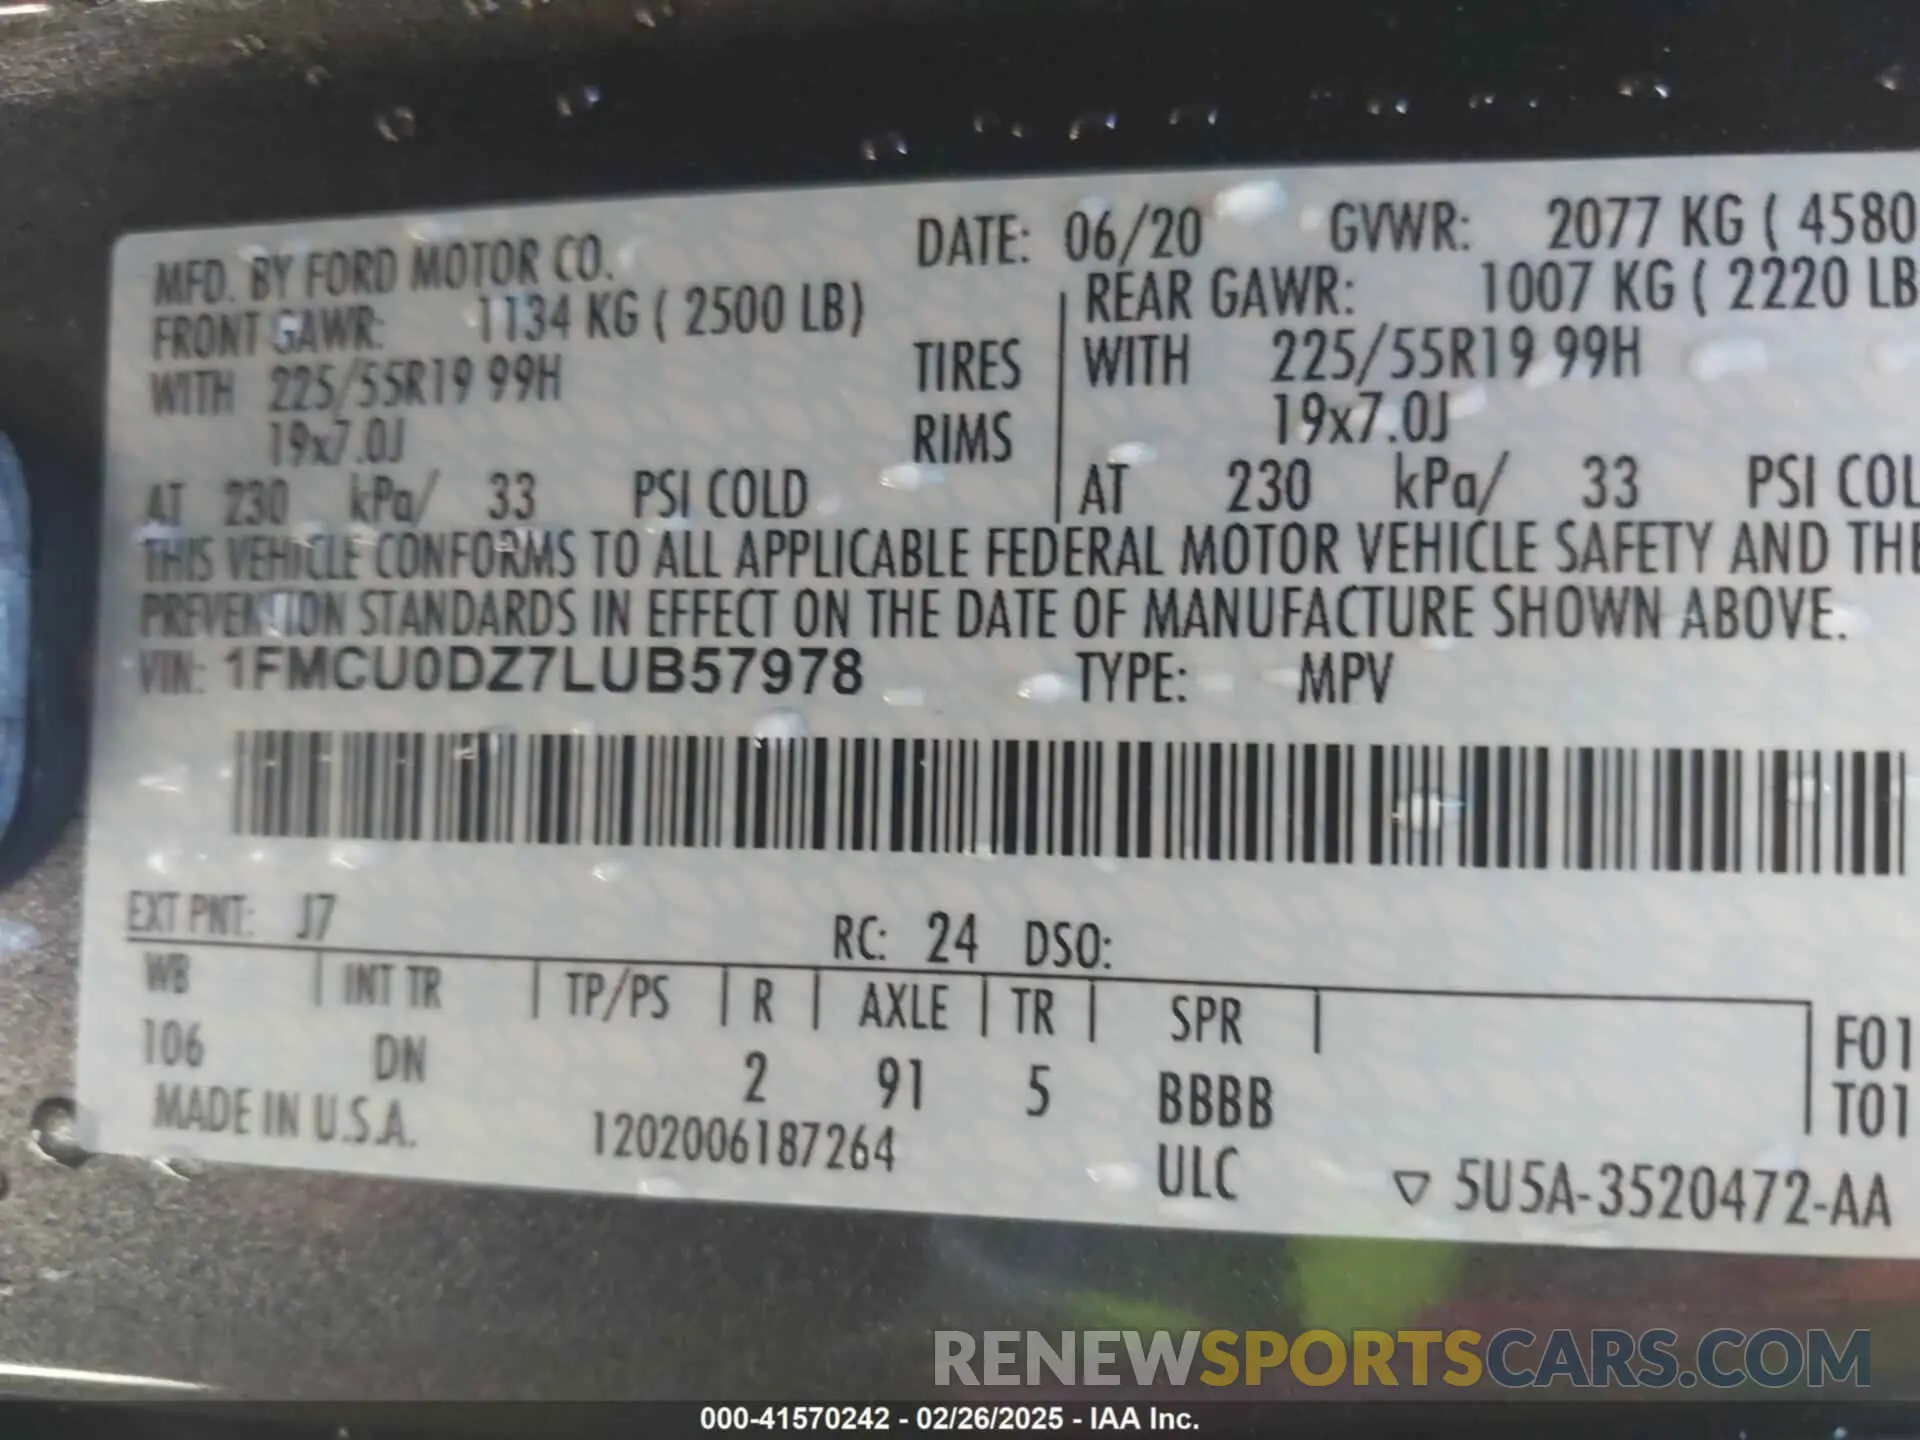 MFD. BY FORD MOTOR CO. DATE: 06/20 GVWR: 2077 KG ( 4580
FRONT GAWR: 1134 KG ( 2500 LB) REAR GAWR: 1007 KG ( 2220 LB
WITH 225/55R19 99H TIRES WITH 225/55R19 99H
19x7.0J RIMS 19x7.0J
AT 230 kPa/ 33 PSI COLD AT 230 kPa/ 33 PSI COL
THIS VEHICLE CONFORMS TO ALL APPLICABLE FEDERAL MOTOR VEHICLE SAFETY AND THE
PREVENTION STANDARDS IN EFFECT ON THE DATE OF MANUFACTURE SHOWN ABOVE.
VIN: 1FMCU0DZ7LUB57978 TYPE: MPV
EXT PNT: J7 RC: 24 DSO:
WB | INT TR | TP/PS | R | AXLE | TR | SPR | F01
106 DN 2 91 5 BBBB T01
MADE IN U.S.A. 1202006187264 ULC ▽ 5U5A-3520472-AA
RENEWSPORTSCARS.COM
000-41570242 - 02/26/2025 - IAA Inc.